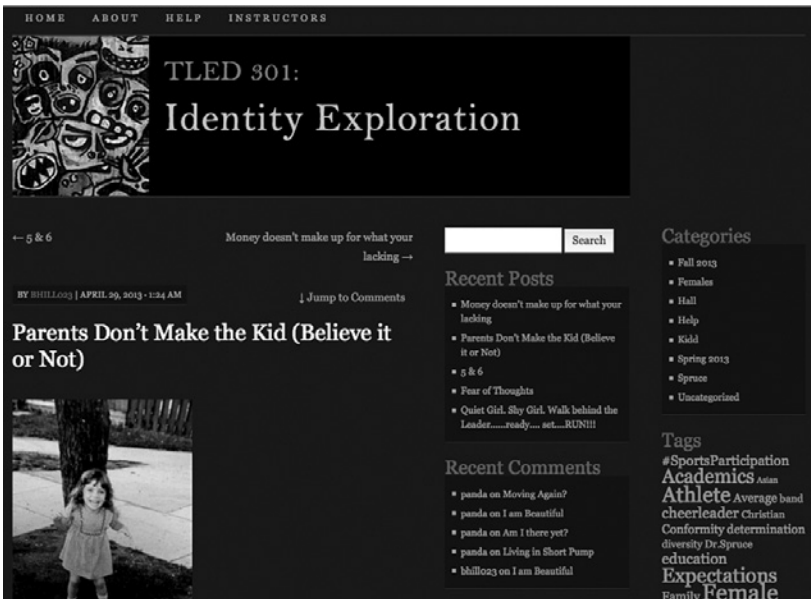 HOME ABOUT HELP INSTRUCTORS
TLED 301:
Identity Exploration
← 5 & 6
Money doesn't make up for what your
lacking →
BY BHILL023 | APRIL 29, 2013 · 1:24 AM
↓ Jump to Comments
Parents Don't Make the Kid (Believe it
or Not)
Search
Recent Posts
Money doesn't make up for what your
lacking
Parents Don't Make the Kid (Believe
it or Not)
5 & 6
Fear of Thoughts
Quiet Girl. Shy Girl. Walk behind the
Leader......ready.... set....RUN!!!
Recent Comments
panda on Moving Again?
panda on I am Beautiful
panda on Am I there yet?
panda on Living in Short Pump
bhill023 on I am Beautiful
Categories
Fall 2013
Females
Hall
Help
Kidd
Spring 2013
Spruce
Uncategorized
Tags
#SportsParticipation
Academics Asian
Athlete Average band
cheerleader Christian
Conformity determination
diversity Dr.Spruce
education
Expectations
Family Female